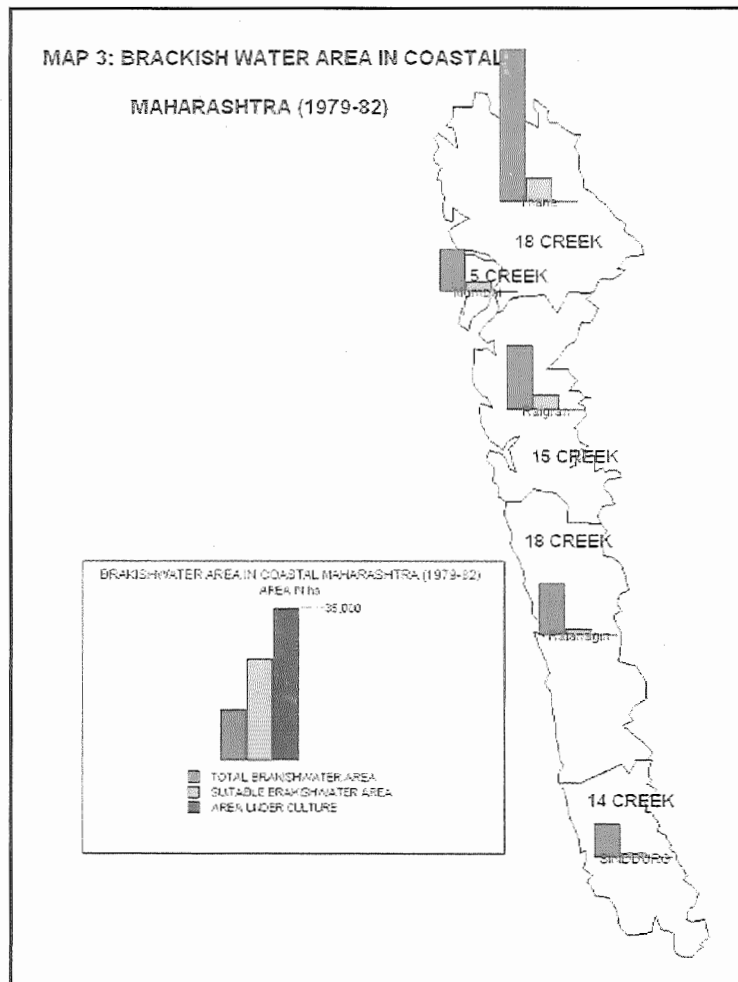 MAP 3: BRACKISH WATER AREA IN COASTAL
MAHARASHTRA (1979-82)
Thane
18 CREEK
5 CREEK
Mumbai
15 CREEK
18 CREEK
BRAKISHWATER AREA IN COASTAL MAHARASHTRA (1979-82)
AREA IN ha
35,000
TOTAL BRAKISHWATER AREA
SUITABLE BRAKISHWATER AREA
AREA UNDER CULTURE
14 CREEK